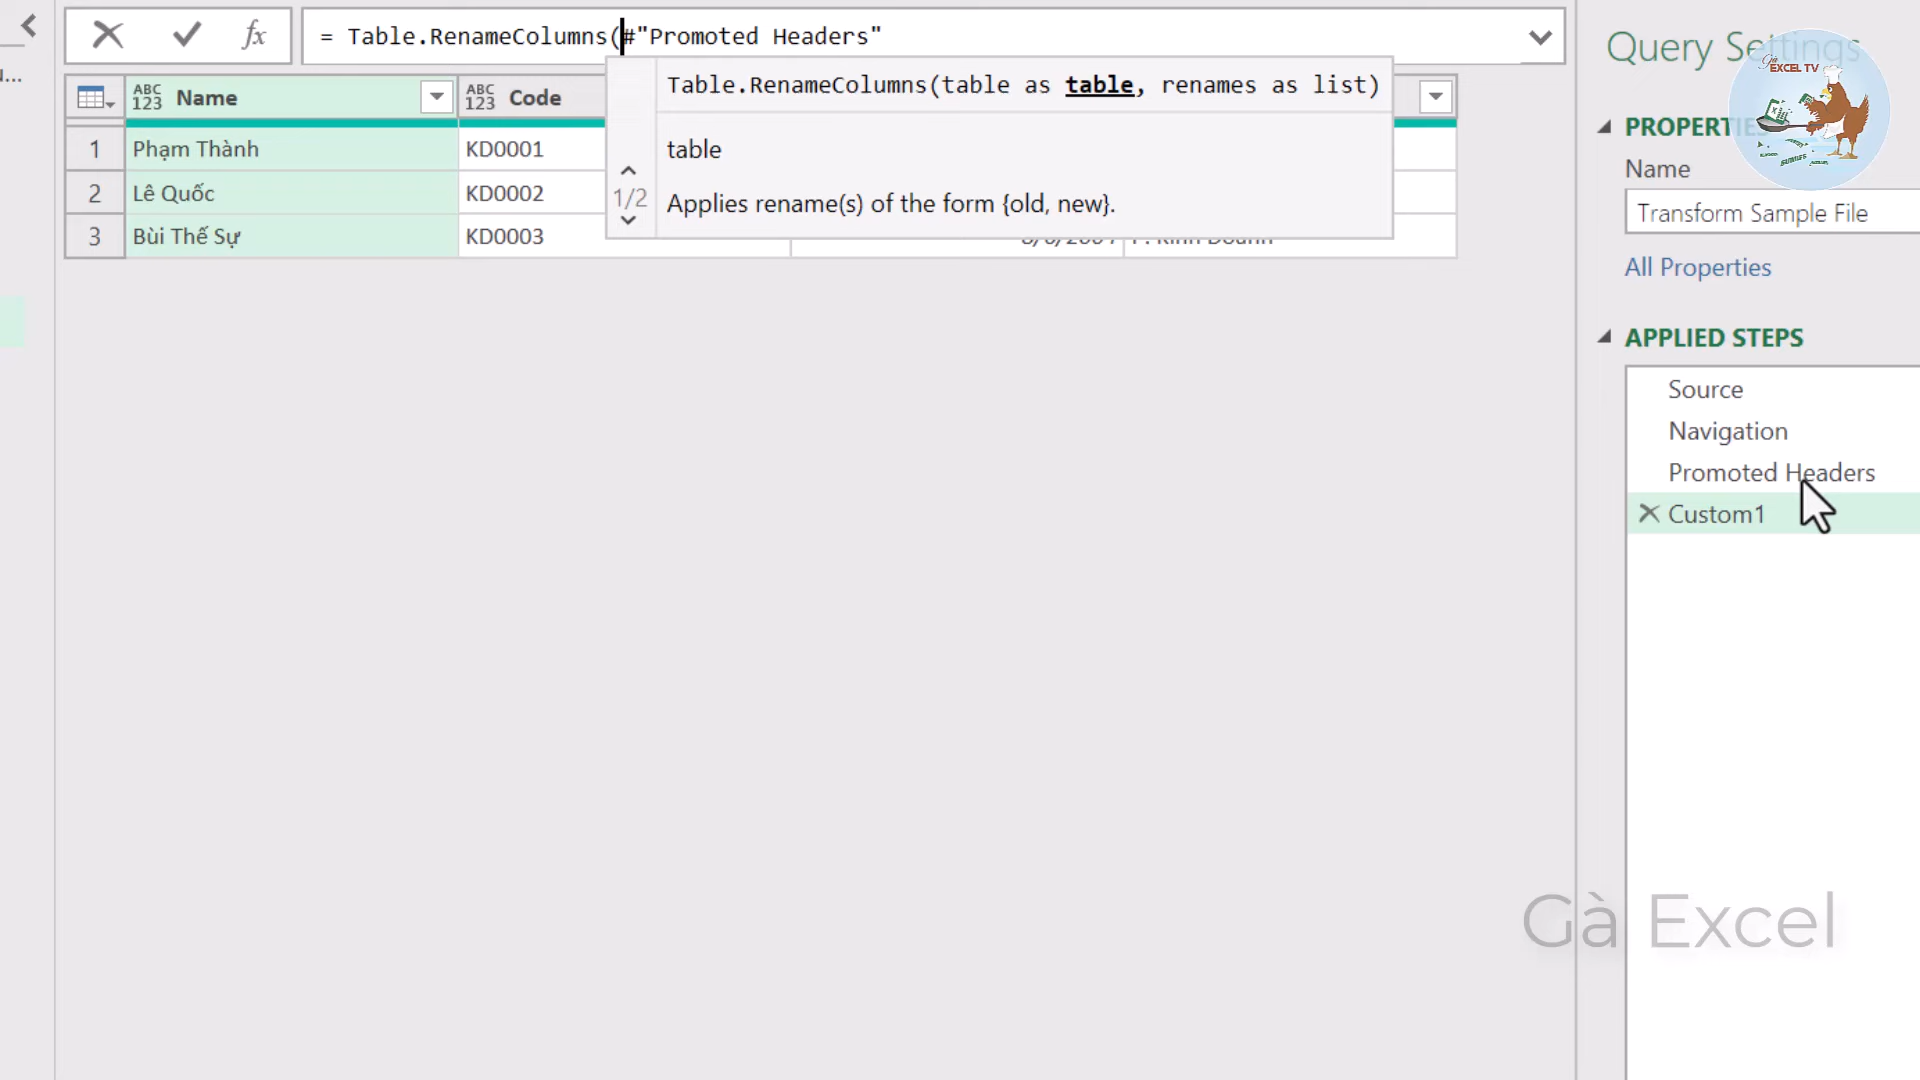 u...
= Table.RenameColumns(#"Promoted Headers"
fx
Query Settings
Gà
EXCEL TV
Table.RenameColumns(table as table, renames as list)
ABC
123 Name
ABC
123 Code
PROPERTIES
table
1 Phạm Thành KD0001
Name
2 Lê Quốc KD0002
1/2
Applies rename(s) of the form {old, new}.
Transform Sample File
3 Bùi Thế Sự KD0003
All Properties
APPLIED STEPS
Source
Navigation
Promoted Headers
Custom1
Gà Excel